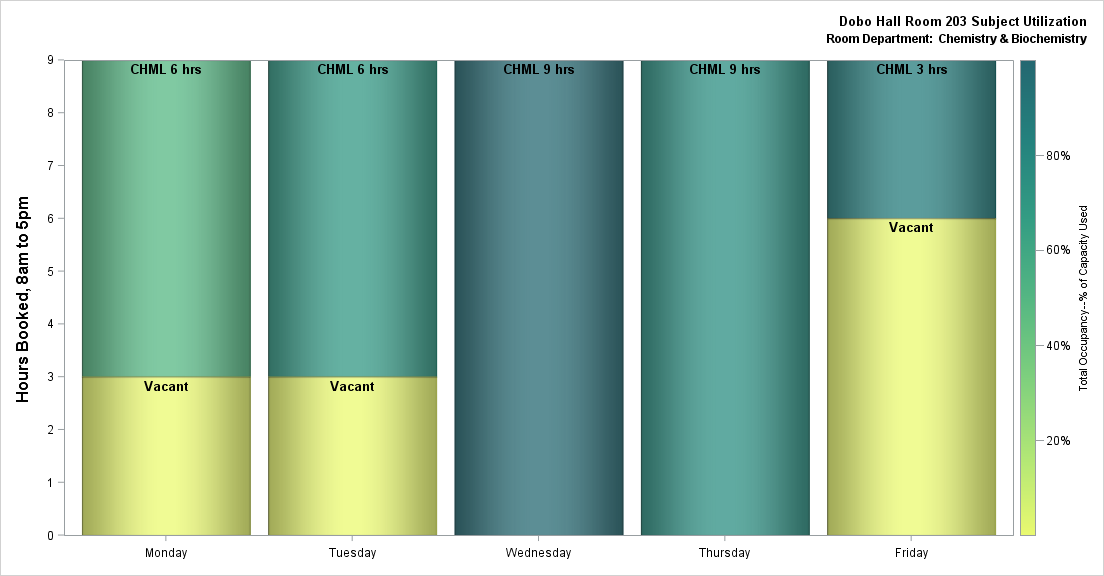 Dobo Hall Room 203 Subject Utilization
Room Department: Chemistry & Biochemistry
Hours Booked, 8am to 5pm
9
8
7
6
5
4
3
2
1
0
CHML 6 hrs
CHML 6 hrs
CHML 9 hrs
CHML 9 hrs
CHML 3 hrs
Vacant
Vacant
Vacant
Monday
Tuesday
Wednesday
Thursday
Friday
80%
60%
40%
20%
Total Occupancy--% of Capacity Used